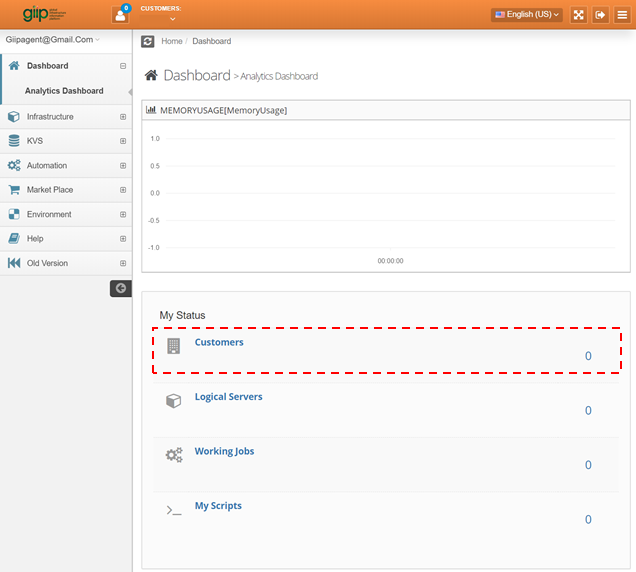 giip
0
CUSTOMERS:
English (US)
Giipagent@Gmail.Com
Home / Dashboard
Dashboard
Analytics Dashboard
Infrastructure
KVS
Automation
Market Place
Environment
Help
Old Version
Dashboard > Analytics Dashboard
MEMORYUSAGE[MemoryUsage]
1.0
0.5
0.0
-0.5
-1.0
00:00:00
My Status
Customers
0
Logical Servers
0
Working Jobs
0
My Scripts
0